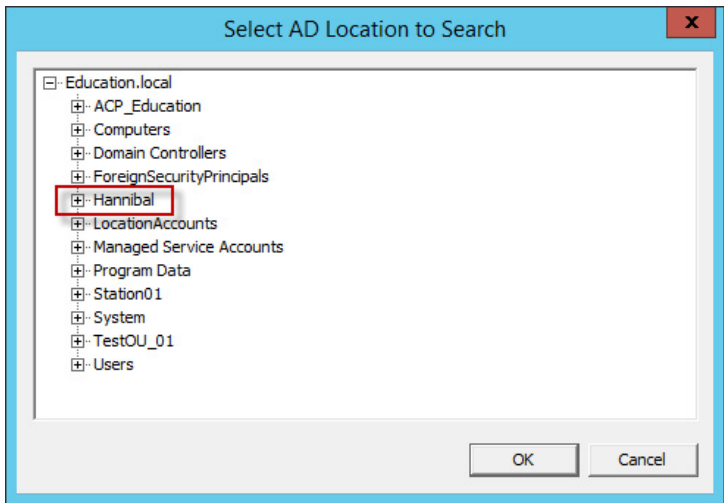 Select AD Location to Search
x
Education.local
ACP_Education
Computers
Domain Controllers
ForeignSecurityPrincipals
Hannibal
LocationAccounts
Managed Service Accounts
Program Data
Station01
System
TestOU_01
Users
OK Cancel